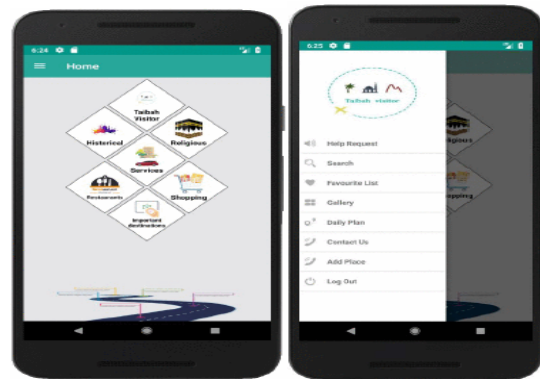 6:24
Home
Taibah
Visitor
Historical
Religious
Services
Restaurants
Shopping
Important
destinations
6:25
Taibah visitor
Help Request
Search
Favourite List
Gallery
Daily Plan
Contact Us
Add Place
Log Out